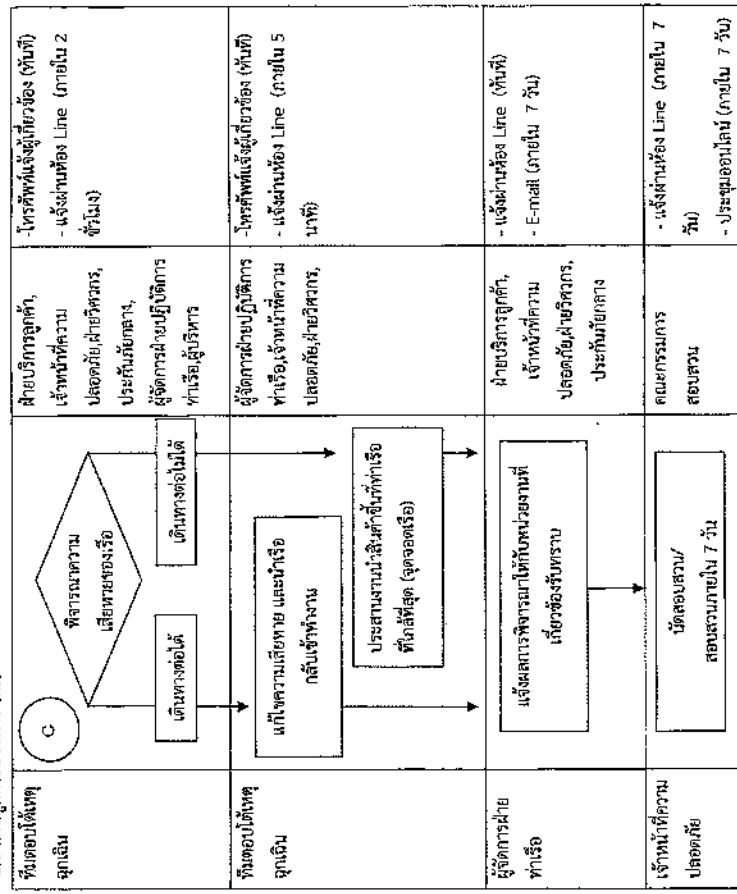 ทีมตอบโต้เหตุ
ฉุกเฉิน
C
พิจารณาความ
เสียหายของเรือ
เดินทางต่อได้
เดินทางต่อไม่ได้
ฝ่ายบริการลูกค้า,
เจ้าหน้าที่ความ
ปลอดภัย,ฝ่ายวิศวกร,
ประกันภัยกลาง,
ผู้จัดการฝ่ายปฏิบัติการ
ท่าเรือ,ผู้บริหาร
-โทรศัพท์แจ้งผู้เกี่ยวข้อง (ทันที)
- แจ้งผ่านห้อง Line (ภายใน 2
ชั่วโมง)
ทีมตอบโต้เหตุ
ฉุกเฉิน
แก้ไขความเสียหาย และนำเรือ
กลับเข้าทำงาน
ประสานงานนำสินค้าขึ้นที่ท่าเรือ
ที่ใกล้ที่สุด (จุดจอดเรือ)
ผู้จัดการฝ่ายปฏิบัติการ
ท่าเรือ,เจ้าหน้าที่ความ
ปลอดภัย,ฝ่ายวิศวกร,
-โทรศัพท์แจ้งผู้เกี่ยวข้อง (ทันที)
- แจ้งผ่านห้อง Line (ภายใน 5
นาที)
ผู้จัดการฝ่าย
ท่าเรือ
แจ้งผลการพิจารณาให้กับหน่วยงานที่
เกี่ยวข้องรับทราบ
ฝ่ายบริการลูกค้า,
เจ้าหน้าที่ความ
ปลอดภัย,ฝ่ายวิศวกร,
ประกันภัยกลาง
- แจ้งผ่านห้อง Line (ทันที)
- E-mail (ภายใน 7 วัน)
เจ้าหน้าที่ความ
ปลอดภัย
นัดสอบสวน/
สอบสวนภายใน 7 วัน
คณะกรรมการ
สอบสวน
- แจ้งผ่านห้อง Line (ภายใน 7
วัน)
- ประชุมออนไลน์ (ภายใน 7 วัน)